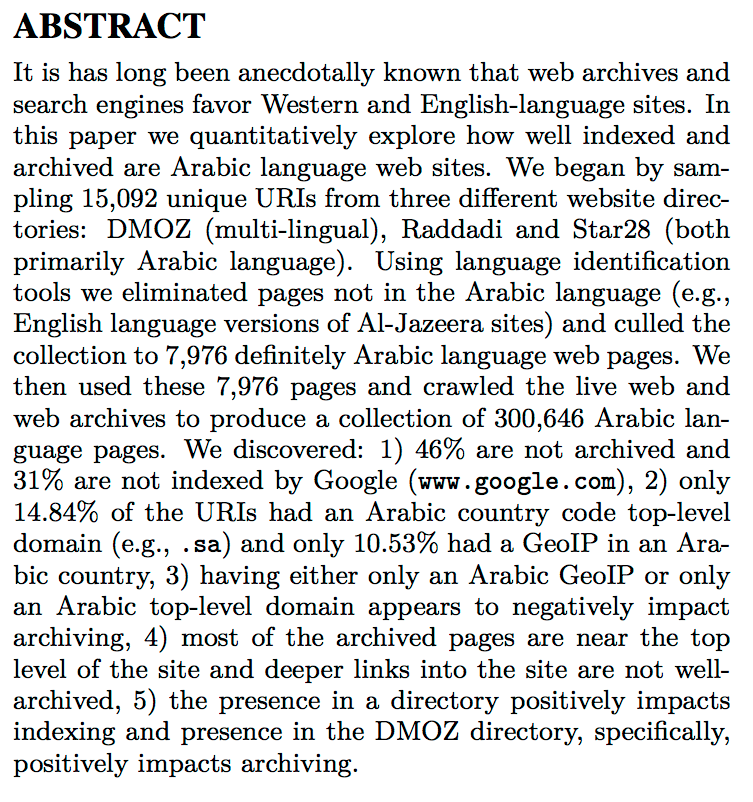 ABSTRACT
It is has long been anecdotally known that web archives and
search engines favor Western and English-language sites. In
this paper we quantitatively explore how well indexed and
archived are Arabic language web sites. We began by sam-
pling 15,092 unique URIs from three different website direc-
tories: DMOZ (multi-lingual), Raddadi and Star28 (both
primarily Arabic language). Using language identification
tools we eliminated pages not in the Arabic language (e.g.,
English language versions of Al-Jazeera sites) and culled the
collection to 7,976 definitely Arabic language web pages. We
then used these 7,976 pages and crawled the live web and
web archives to produce a collection of 300,646 Arabic lan-
guage pages. We discovered: 1) 46% are not archived and
31% are not indexed by Google (www.google.com), 2) only
14.84% of the URIs had an Arabic country code top-level
domain (e.g., .sa) and only 10.53% had a GeoIP in an Ara-
bic country, 3) having either only an Arabic GeoIP or only
an Arabic top-level domain appears to negatively impact
archiving, 4) most of the archived pages are near the top
level of the site and deeper links into the site are not well-
archived, 5) the presence in a directory positively impacts
indexing and presence in the DMOZ directory, specifically,
positively impacts archiving.